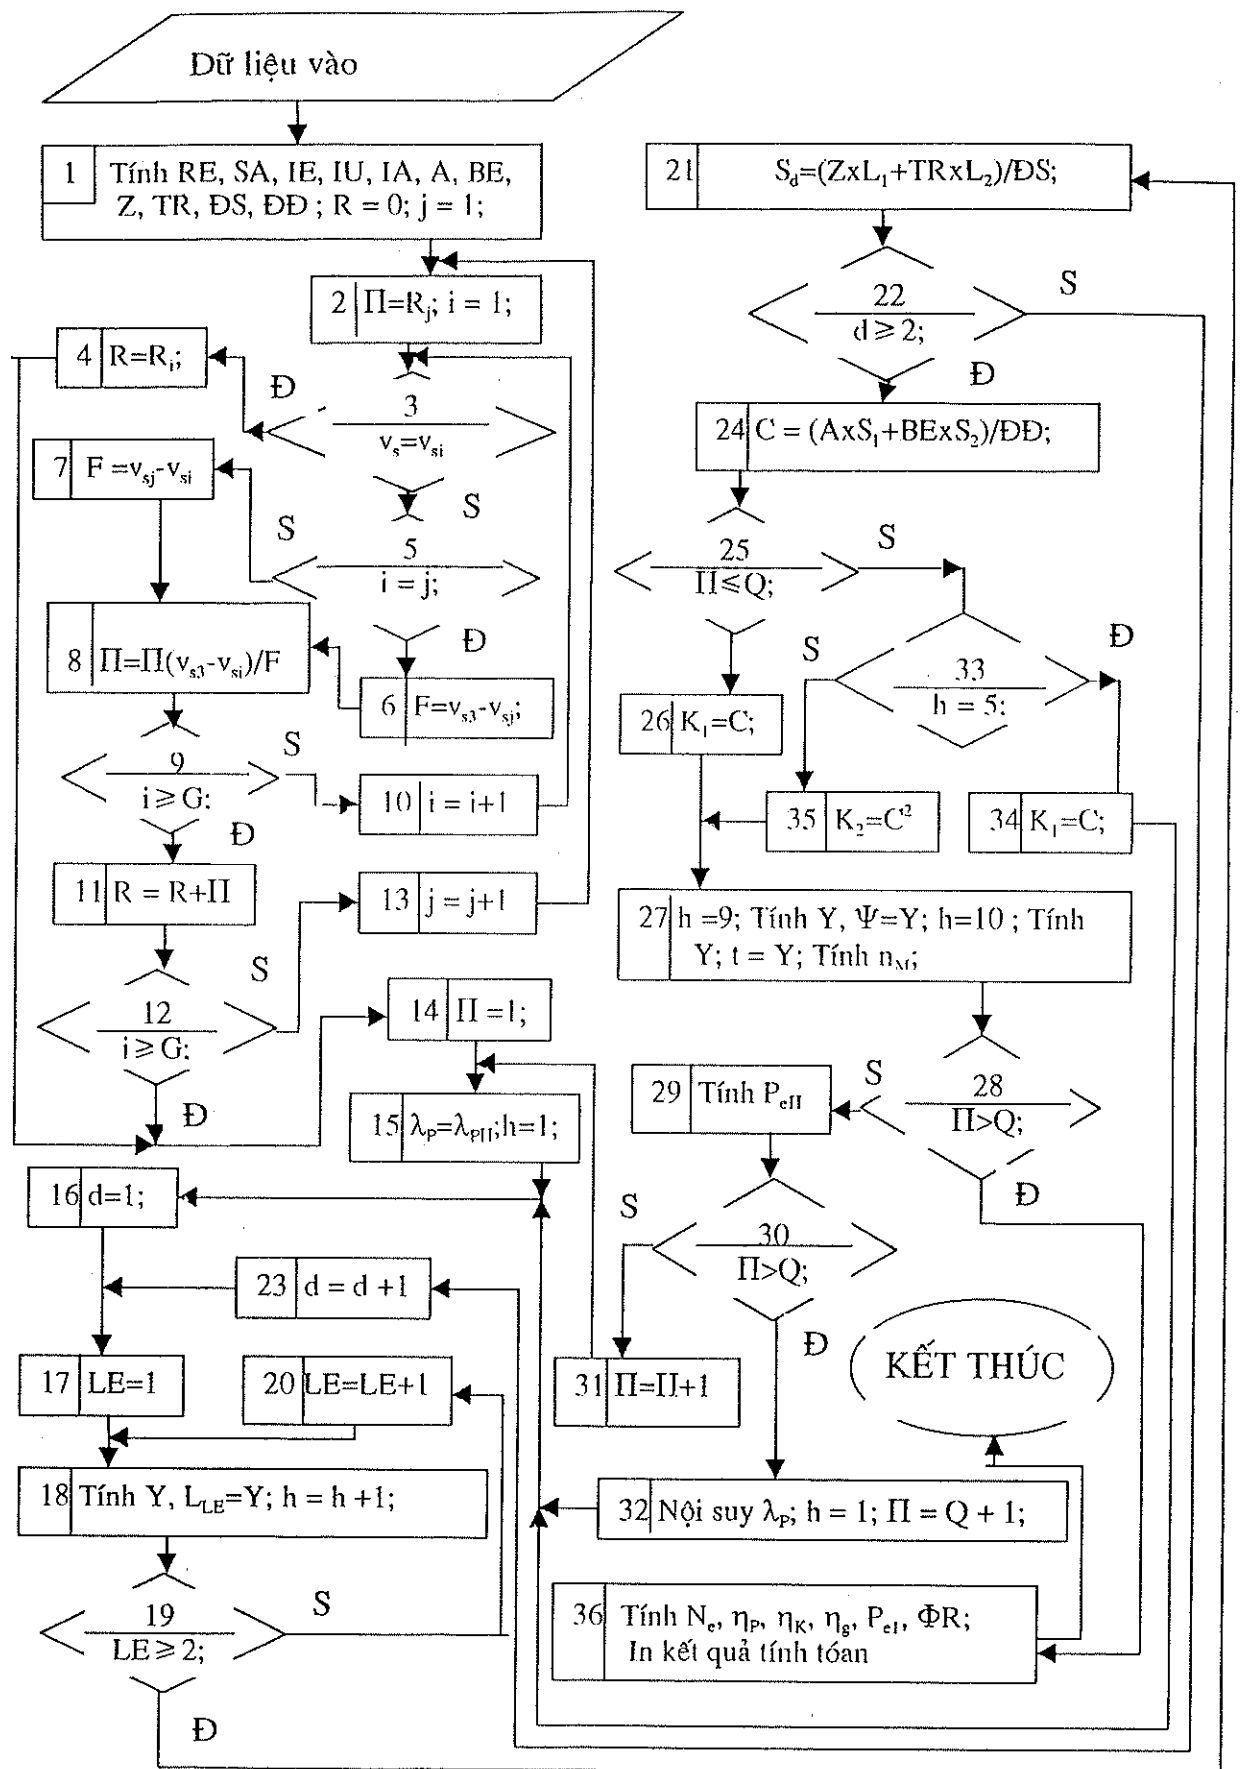 Dữ liệu vào
1 Tính RE, SA, IE, IU, IA, A, BE,
Z, TR, ĐS, ĐĐ ; R = 0; j = 1;
2 Π=Rj; i = 1;
4 R=Ri;
Đ
3
vs=vsi
7 F =vsj-vsi
S
S
5
i = j;
Đ
8 Π=Π(vs3-vsi)/F
6 F=vs3-vsj;
9
i ≥ G;
S
10 i = i+1
Đ
11 R = R+Π
13 j = j+1
S
12
i ≥ G;
Đ
14 Π =1;
15 λP=λPΠ;h=1;
16 d=1;
23 d = d +1
17 LE=1
20 LE=LE+1
18 Tính Y, LLE=Y; h = h +1;
19
LE ≥ 2;
S
Đ
21 Sd=(ZxL1+TRxL2)/ĐS;
22
d ≥ 2;
S
Đ
24 C = (AxS1+BExS2)/ĐĐ;
25
Π≤Q;
S
33
h = 5;
S
Đ
26 K1=C;
35 K2=C²
34 K1=C;
27 h =9; Tính Y, Ψ=Y; h=10 ; Tính
Y; t = Y; Tính nM;
28
Π>Q;
S
Đ
29 Tính PeΠ
30
Π>Q;
S
Đ
31 Π=Π+1
KẾT THÚC
32 Nội suy λP; h = 1; Π = Q + 1;
36 Tính Ne, ηP, ηK, ηg, Pe1, ΦR;
In kết quả tính tóan